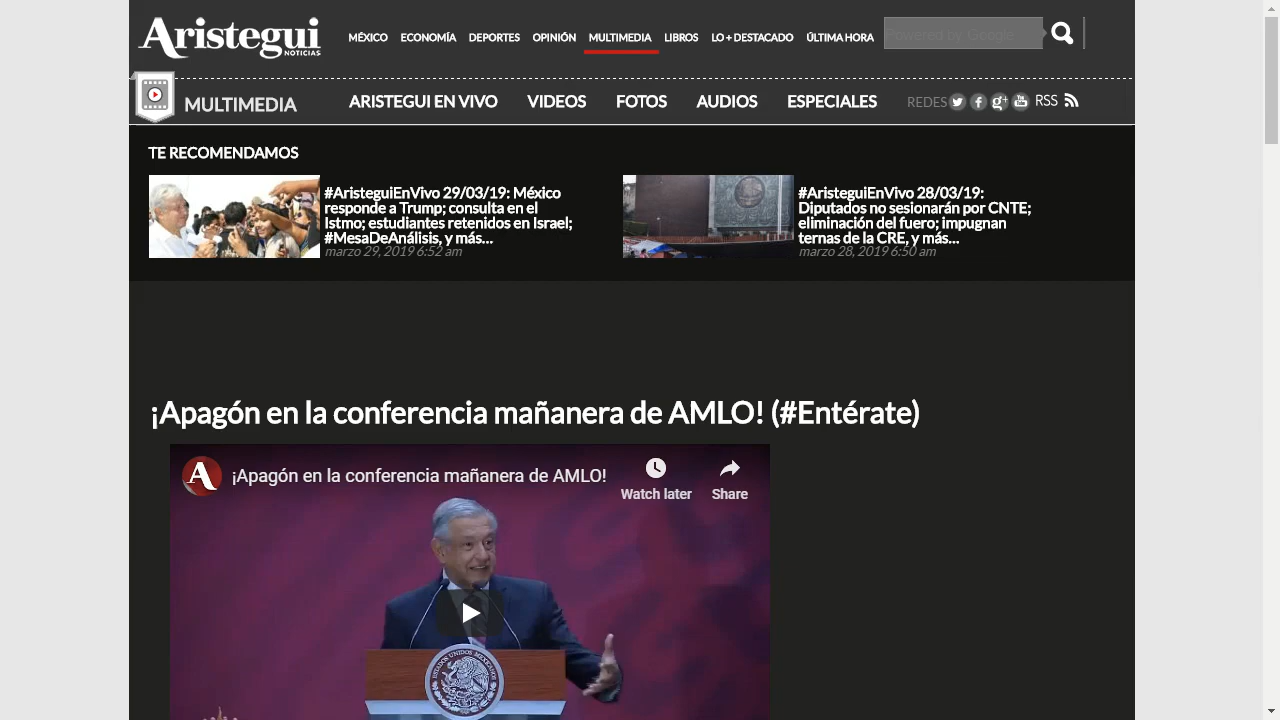 Aristegui
NOTICIAS
MÉXICO ECONOMÍA DEPORTES OPINIÓN MULTIMEDIA LIBROS LO + DESTACADO ÚLTIMA HORA
Powered by Google
MULTIMEDIA
ARISTEGUI EN VIVO VIDEOS FOTOS AUDIOS ESPECIALES
REDES
RSS
TE RECOMENDAMOS
#AristeguiEnVivo 29/03/19: México
responde a Trump; consulta en el
Istmo; estudiantes retenidos en Israel;
#MesaDeAnálisis, y más...
marzo 29, 2019 6:52 am
#AristeguiEnVivo 28/03/19:
Diputados no sesionarán por CNTE;
eliminación del fuero; impugnan
ternas de la CRE, y más...
marzo 28, 2019 6:50 am
¡Apagón en la conferencia mañanera de AMLO! (#Entérate)
A
¡Apagón en la conferencia mañanera de AMLO!
Watch later
Share
ESTADOS UNIDOS MEXICANOS